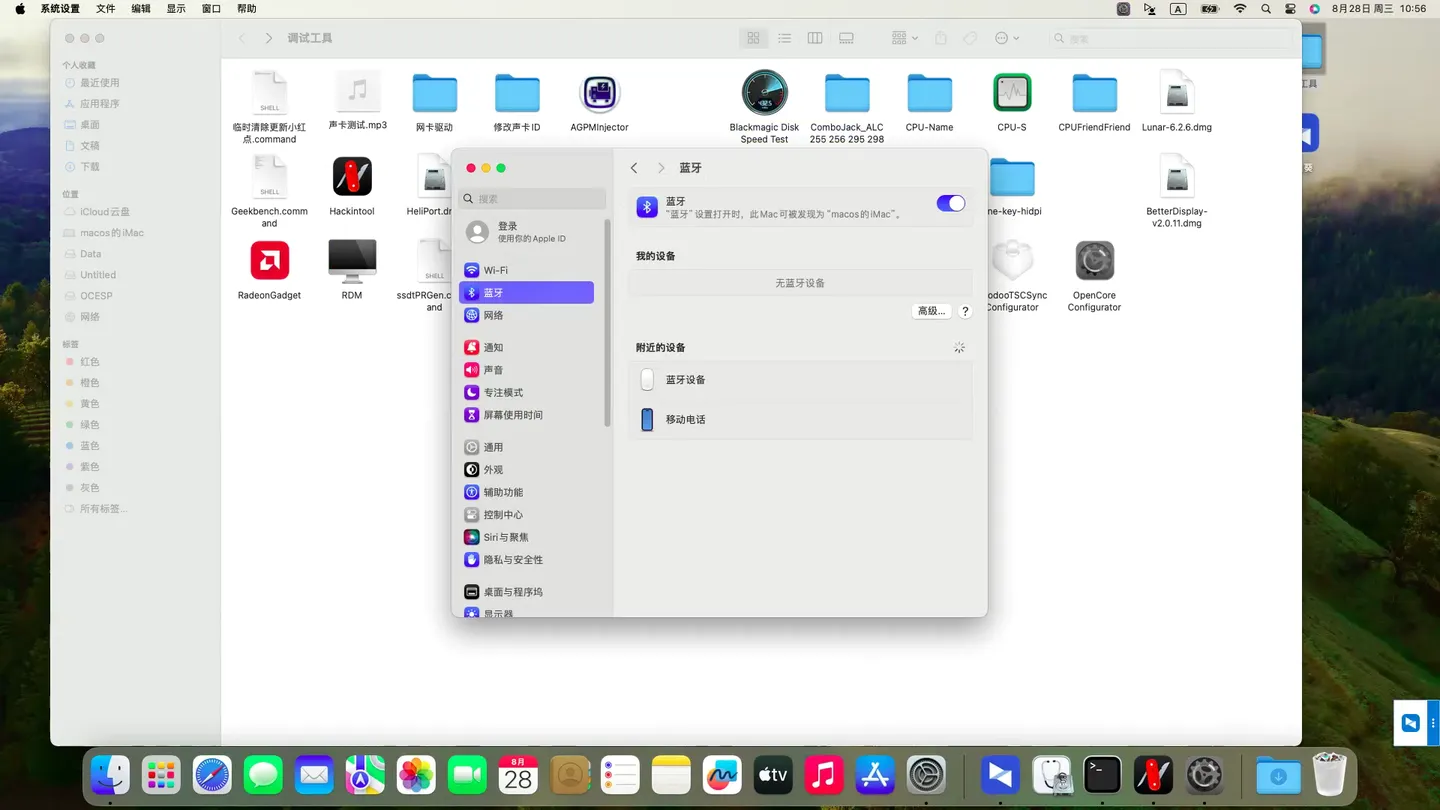 系统设置 文件 编辑 显示 窗口 帮助
A
8月28日 周三 10:56
调试工具
搜索
个人收藏
最近使用
应用程序
桌面
文稿
下载
位置
iCloud云盘
macos的iMac
Data
Untitled
OCESP
网络
标签
红色
橙色
黄色
绿色
蓝色
紫色
灰色
所有标签...
SHELL
临时清除更新小红
点.command
声卡测试.mp3
网卡驱动
修改声卡ID
AGPMInjector
Blackmagic Disk
Speed Test
ComboJack_ALC
255 256 295 298
CPU-Name
CPU-S
CPUFriendFriend
Lunar-6.2.6.dmg
SHELL
Geekbench.comm
and
Hackintool
HeliPort.dm
ne-key-hidpi
BetterDisplay-
v2.0.11.dmg
RadeonGadget
RDM
SHELL
ssdtPRGen.c
and
oodooTSCSync
Configurator
OpenCore
Configurator
工具
葵
搜索
登录
使用你的 Apple ID
Wi-Fi
蓝牙
网络
通知
声音
专注模式
屏幕使用时间
通用
外观
辅助功能
控制中心
Siri与聚焦
隐私与安全性
桌面与程序坞
显示器
蓝牙
蓝牙
“蓝牙”设置打开时，此 Mac 可被发现为“macos的iMac”。
我的设备
无蓝牙设备
高级... ?
附近的设备
蓝牙设备
移动电话
8月
28
tv
>_